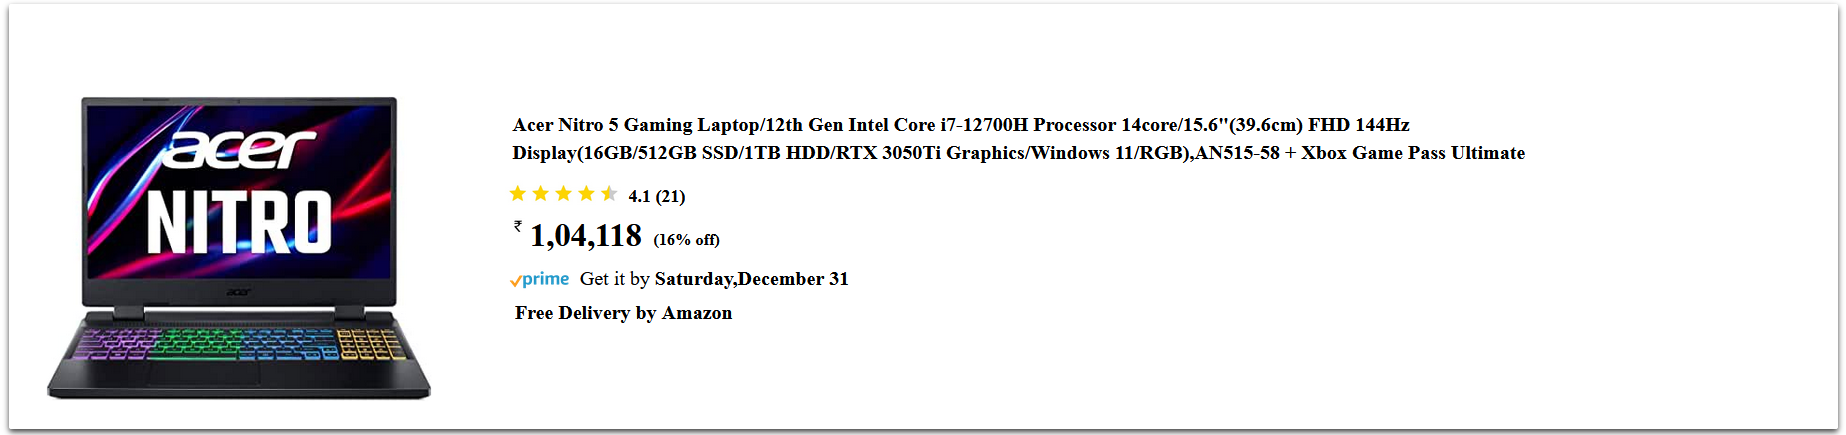 acer
NITRO
acer
Acer Nitro 5 Gaming Laptop/12th Gen Intel Core i7-12700H Processor 14core/15.6"(39.6cm) FHD 144Hz
Display(16GB/512GB SSD/1TB HDD/RTX 3050Ti Graphics/Windows 11/RGB),AN515-58 + Xbox Game Pass Ultimate
4.1 (21)
₹ 1,04,118 (16% off)
prime Get it by Saturday,December 31
Free Delivery by Amazon